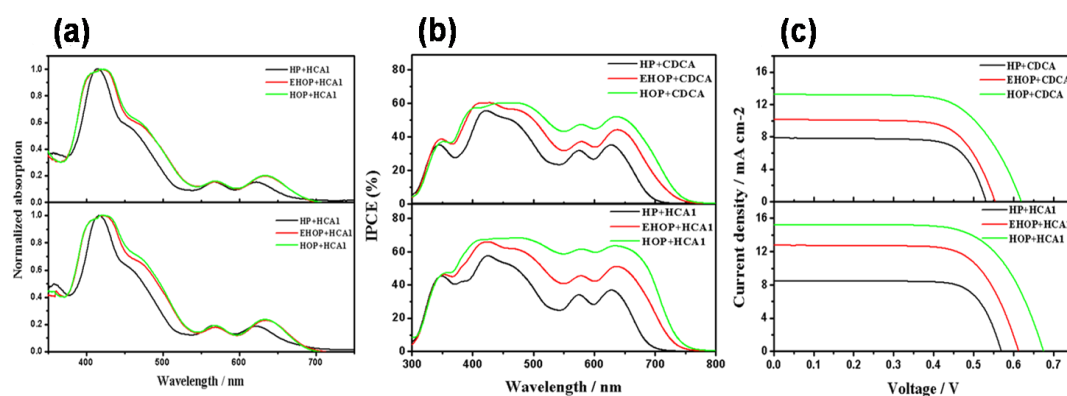 (a)
(b)
(c)
Normalized absorption
1.0
0.8
0.6
0.4
0.2
0.0
HP+HCA1
EHOP+HCA1
HOP+HCA1
1.0
0.8
0.6
0.4
0.2
0.0
HP+HCA1
EHOP+HCA1
HOP+HCA1
400 500 600 700
Wavelength / nm
IPCE (%)
80
60
40
20
0
HP+CDCA
EHOP+CDCA
HOP+CDCA
80
60
40
20
0
HP+HCA1
EHOP+HCA1
HOP+HCA1
300 400 500 600 700 800
Wavelength / nm
Current density / mA cm-2
16
12
8
4
0
HP+CDCA
EHOP+CDCA
HOP+CDCA
16
12
8
4
0
HP+HCA1
EHOP+HCA1
HOP+HCA1
0.0 0.1 0.2 0.3 0.4 0.5 0.6 0.7
Voltage / V